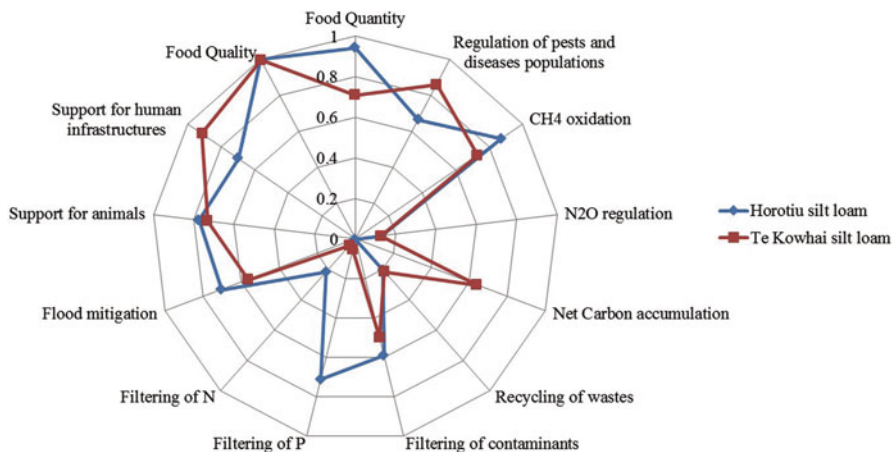 Food Quantity
Regulation of pests and
diseases populations
CH4 oxidation
N2O regulation
Net Carbon accumulation
Recycling of wastes
Filtering of contaminants
Filtering of P
Filtering of N
Flood mitigation
Support for animals
Support for human
infrastructures
Food Quality
1
0.8
0.6
0.4
0.2
0
Horotiu silt loam
Te Kowhai silt loam